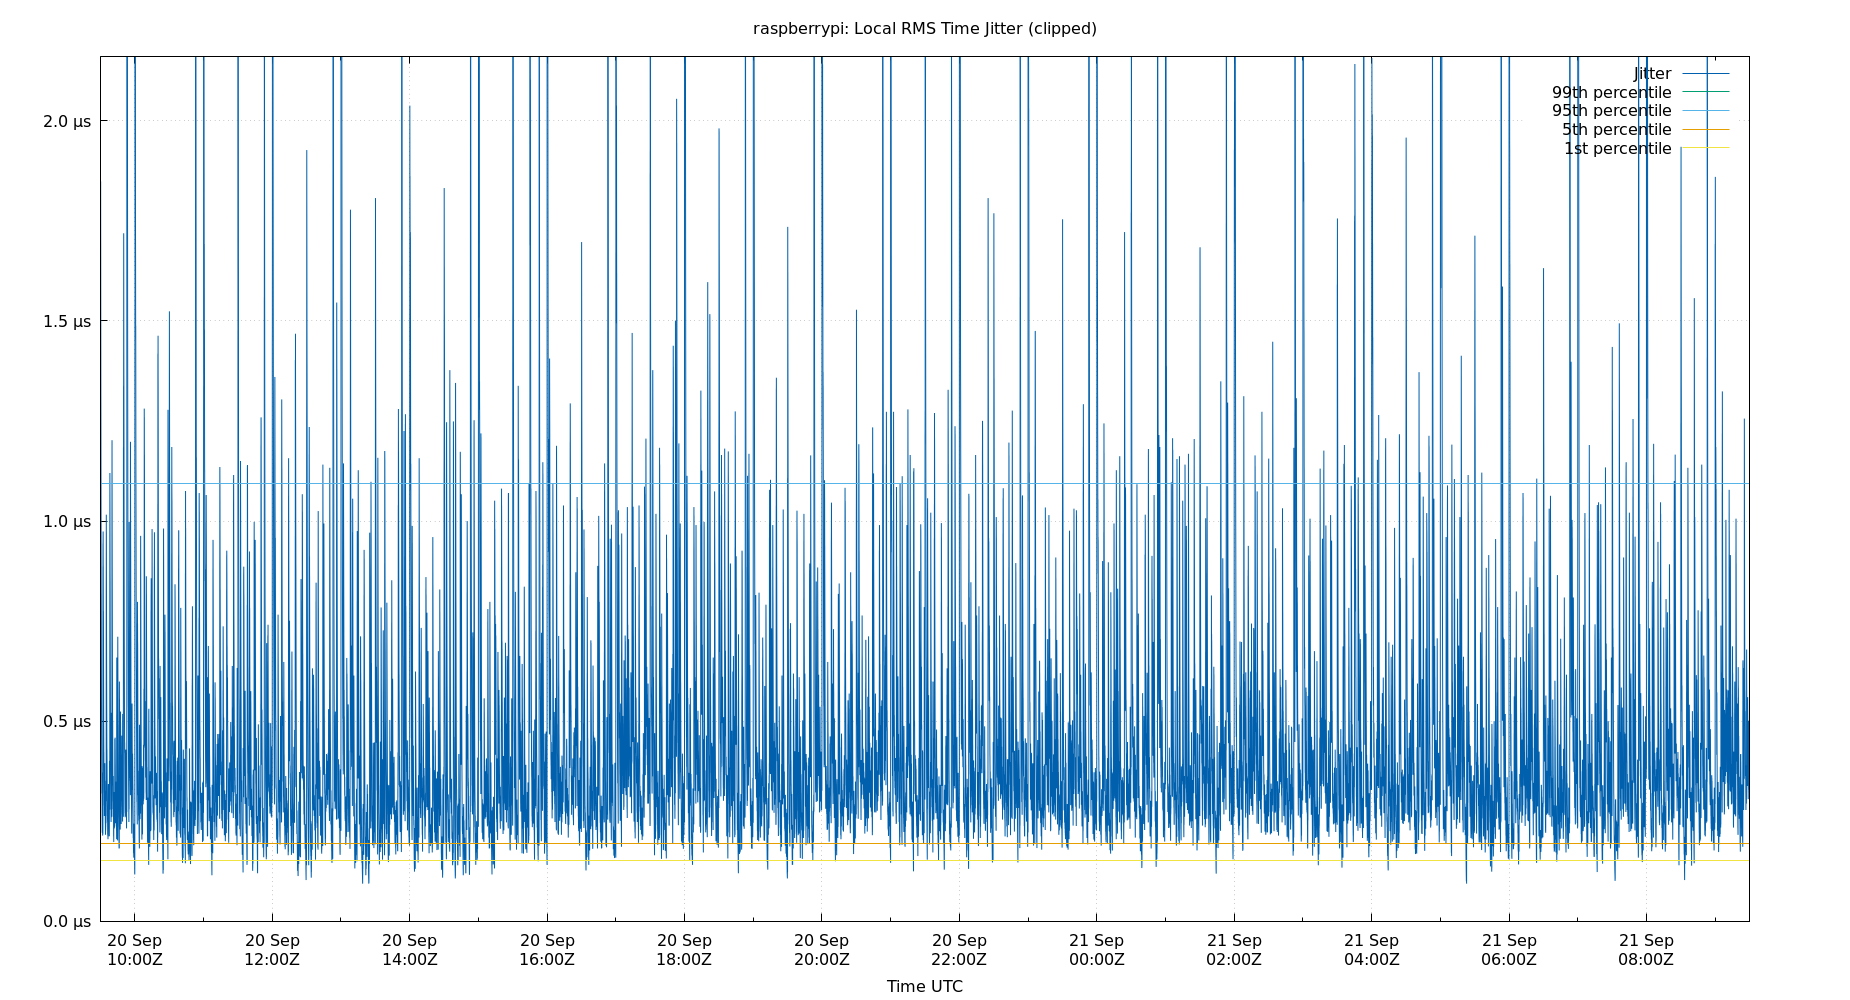 raspberrypi: Local RMS Time Jitter (clipped)
Jitter
99th percentile
95th percentile
5th percentile
1st percentile
2.0 µs
1.5 µs
1.0 µs
0.5 µs
0.0 µs
20 Sep 20 Sep 20 Sep 20 Sep 20 Sep 20 Sep 20 Sep 21 Sep 21 Sep 21 Sep 21 Sep 21 Sep
10:00Z 12:00Z 14:00Z 16:00Z 18:00Z 20:00Z 22:00Z 00:00Z 02:00Z 04:00Z 06:00Z 08:00Z
Time UTC